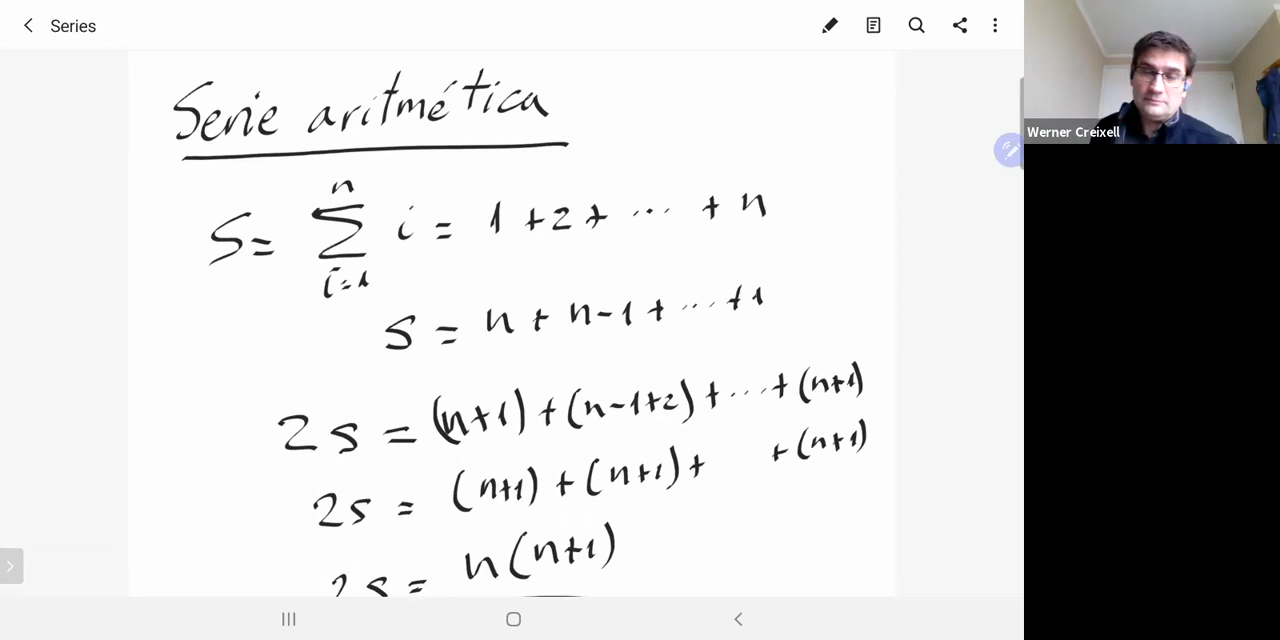 Series
Serie aritmética
S = \sum_{i=1}^{n} i = 1 + 2 + ... + n
S = n + n-1 + ... + 1
2S = (n+1) + (n-1+2) + ... + (n+1)
2S = (n+1) + (n+1) + + (n+1)
2S = n(n+1)
Werner Creixell